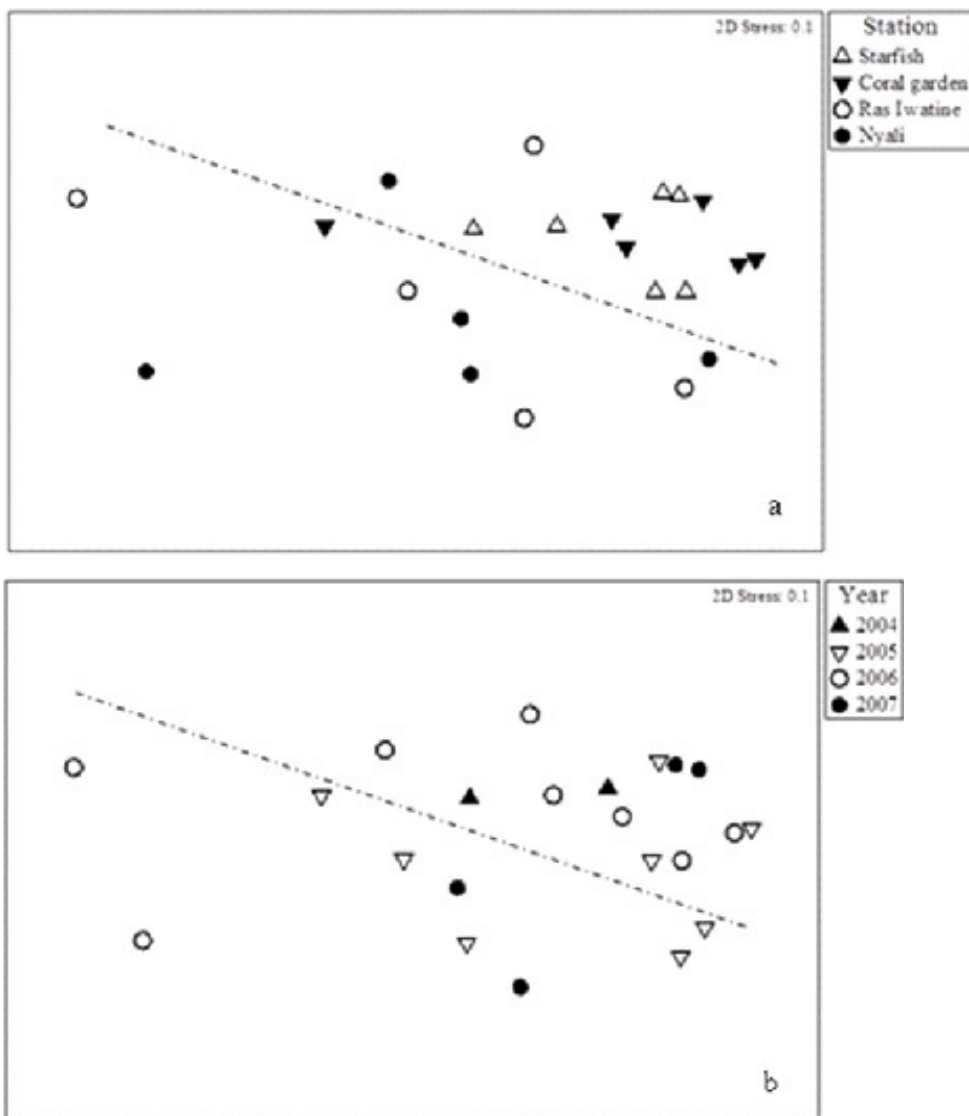 2D Stress: 0.1
Station
Starfish
Coral garden
Ras Iwatine
Nyali
a
2D Stress: 0.1
Year
2004
2005
2006
2007
b